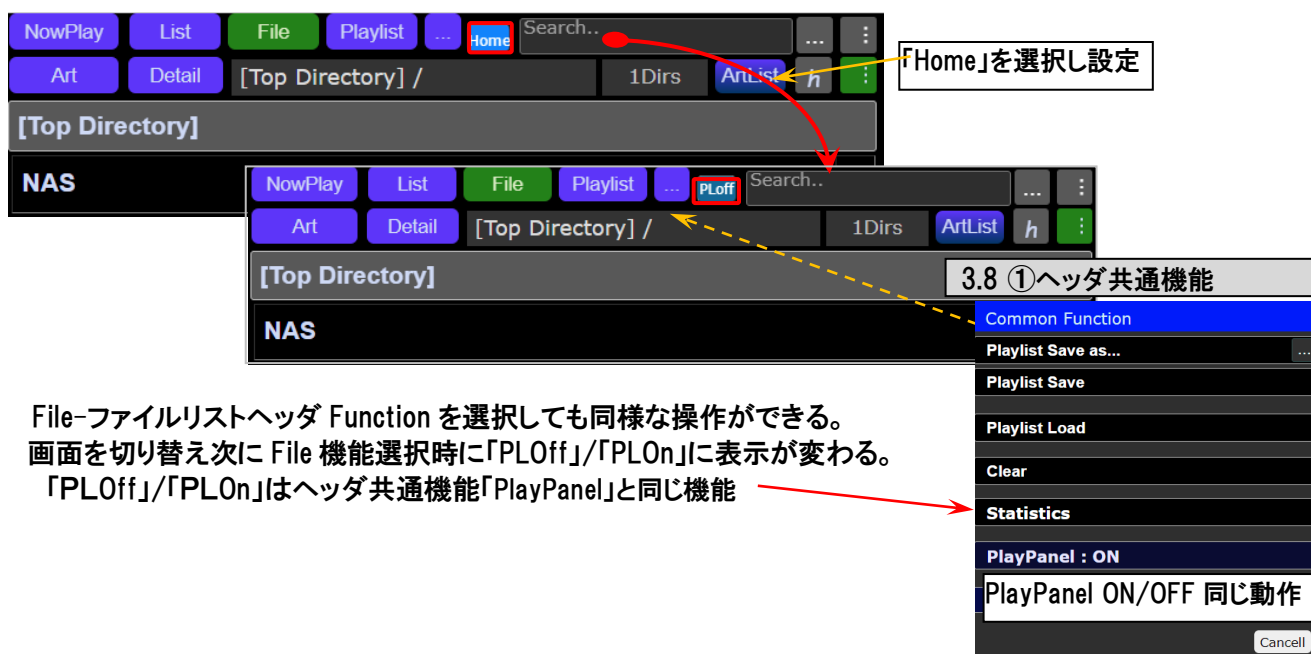 NowPlay List File Playlist ... Home Search.. ... ⋮
Art Detail [Top Directory] / 1Dirs ArtList h ⋮
「Home」を選択し設定
[Top Directory]
NAS
NowPlay List File Playlist ... PLoff Search.. ... ⋮
Art Detail [Top Directory] / 1Dirs ArtList h ⋮
[Top Directory]
NAS
3.8 ①ヘッダ共通機能
Common Function
Playlist Save as... ...
Playlist Save
Playlist Load
Clear
Statistics
PlayPanel : ON
PlayPanel ON/OFF 同じ動作
Cancell
File-ファイルリストヘッダ Function を選択しても同様な操作ができる。
画面を切り替え次に File 機能選択時に「PLOff」/「PLOn」に表示が変わる。
「PLOff」/「PLOn」はヘッダ共通機能「PlayPanel」と同じ機能